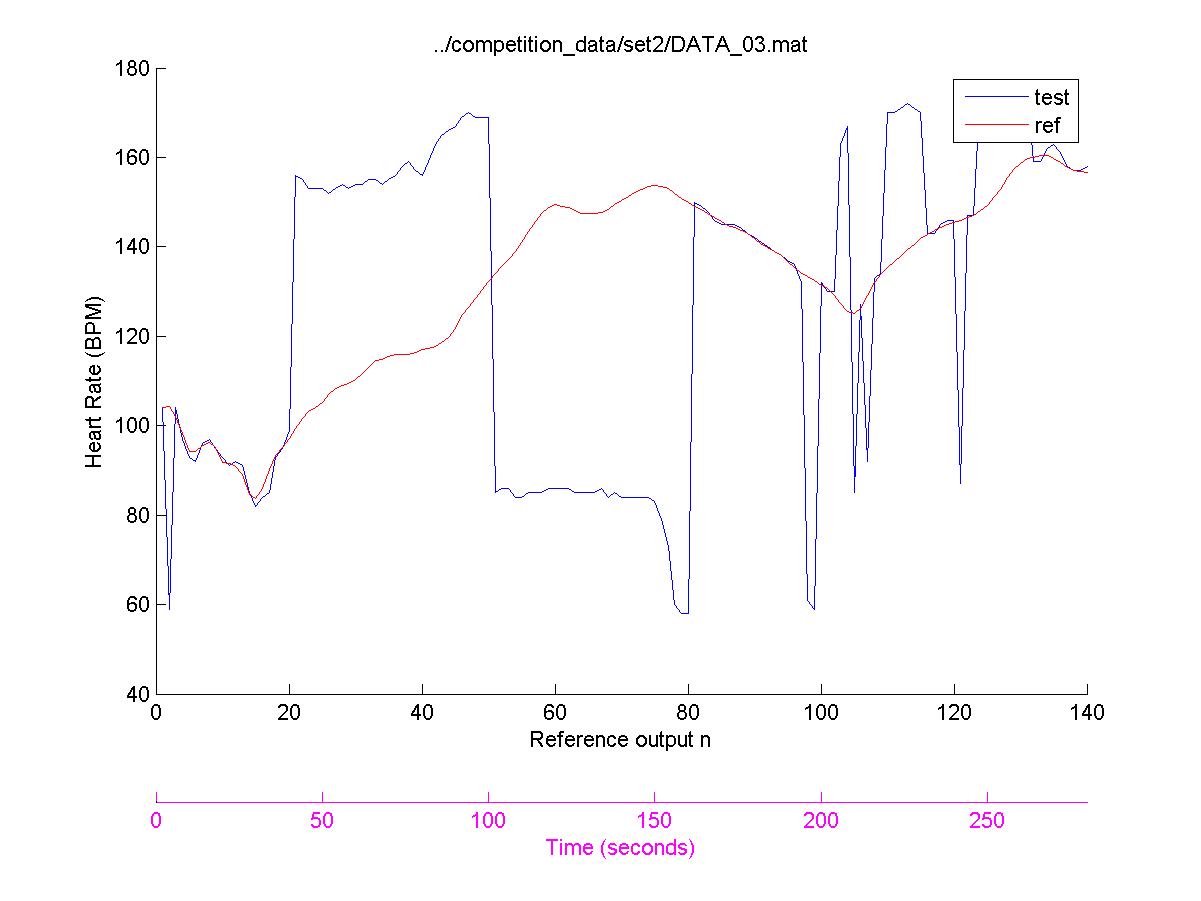 ../competition_data/set2/DATA_03.mat
180
160
140
120
100
80
60
40
Heart Rate (BPM)
test
ref
0 20 40 60 80 100 120 140
Reference output n
0 50 100 150 200 250
Time (seconds)